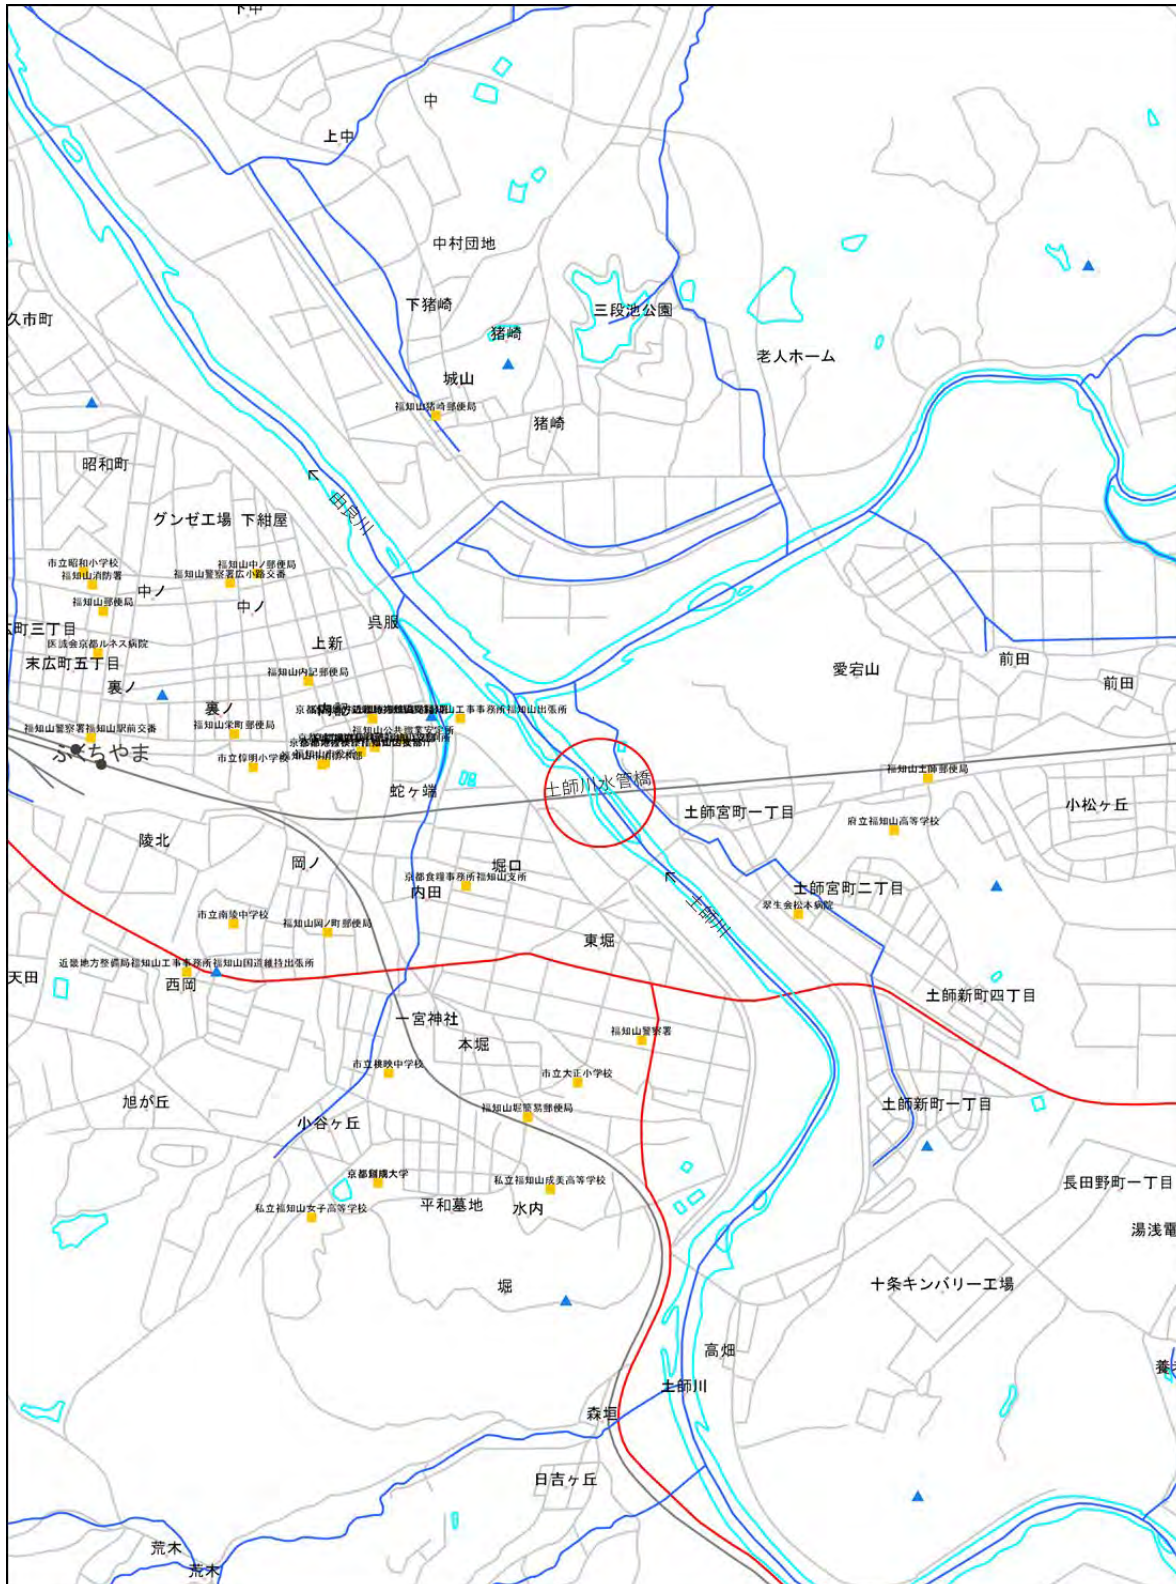 下中
中
上中
中村団地
三段池公園
下猪崎
久市町
猪崎
老人ホーム
城山
福知山猪崎郵便局
猪崎
昭和町
由良川
グンゼ工場
下紺屋
市立昭和小学校
福知山中ノ郵便局
福知山消防署
福知山警察署広小路交番
中ノ
福知山郵便局
中ノ
呉服
広町三丁目
上新
医誠会京都ルネス病院
末広町五丁目
愛宕山
前田
福知山内記郵便局
前田
裏ノ
裏ノ
福知山栄町郵便局
福知山警察署福知山駅前交番
福知山公共職業安定所
ふくちやま
市立惇明小学校
土師川水管橋
福知山土師郵便局
蛇ヶ端
土師宮町一丁目
小松ヶ丘
府立福知山高等学校
陵北
岡ノ
堀口
京都食糧事務所福知山支所
内田
土師宮町二丁目
翠生会松本病院
市立南陵中学校
福知山岡ノ町郵便局
土師川
東堀
近畿地方整備局福知山工事事務所福知山国道維持出張所
天田
西岡
土師新町四丁目
一宮神社
福知山警察署
本堀
市立桃映中学校
市立大正小学校
旭が丘
福知山堀簡易郵便局
土師新町一丁目
小谷ヶ丘
京都創成大学
私立福知山成美高等学校
長田野町一丁目
私立福知山女子高等学校
平和墓地
水内
湯浅電
堀
十条キンバリー工場
高畑
養
土師川
森垣
日吉ヶ丘
荒木
荒木